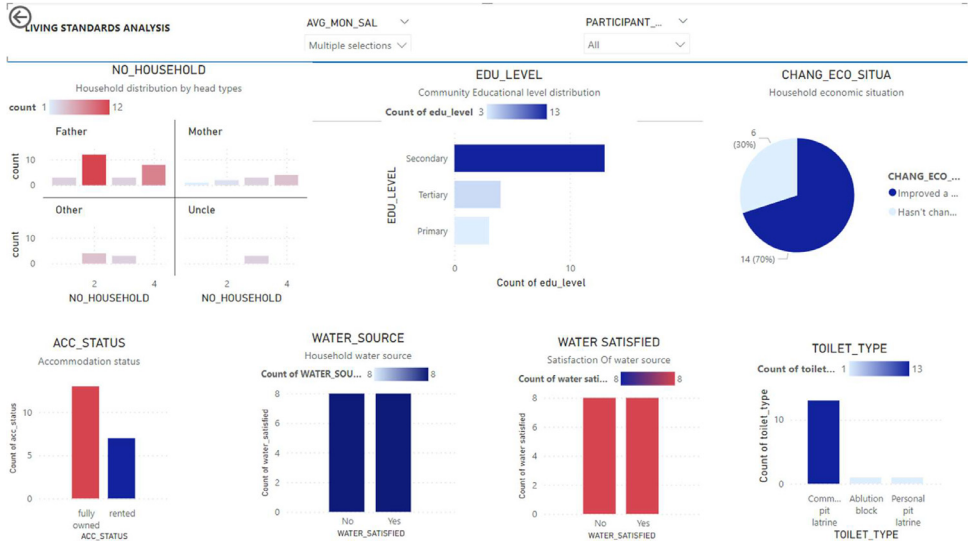 LIVING STANDARDS ANALYSIS
AVG_MON_SAL
Multiple selections
PARTICIPANT_...
All
NO_HOUSEHOLD
Household distribution by head types
count 1 12
Father
Mother
count
10
0
Other
Uncle
count
10
0
2 4
2 4
NO_HOUSEHOLD
NO_HOUSEHOLD
EDU_LEVEL
Community Educational level distribution
Count of edu_level 3 13
EDU_LEVEL
Secondary
Tertiary
Primary
0 10
Count of edu_level
CHANG_ECO_SITUA
Household economic situation
6
(30%)
14 (70%)
CHANG_ECO_...
Improved a ...
Hasn't chan...
ACC_STATUS
Accommodation status
Count of acc_status
10
5
0
fully
owned
rented
ACC_STATUS
WATER_SOURCE
Household water source
Count of WATER_SOU... 8 8
Count of water_satisfied
8
6
4
2
0
No Yes
WATER_SATISFIED
WATER SATISFIED
Satisfaction Of water source
Count of water sati... 8 8
Count of water satisfied
8
6
4
2
0
No Yes
WATER_SATISFIED
TOILET_TYPE
Count of toilet... 1 13
Count of toilet_type
10
5
0
Comm...
pit
latrine
Ablution
block
Personal
pit
latrine
TOILET_TYPE